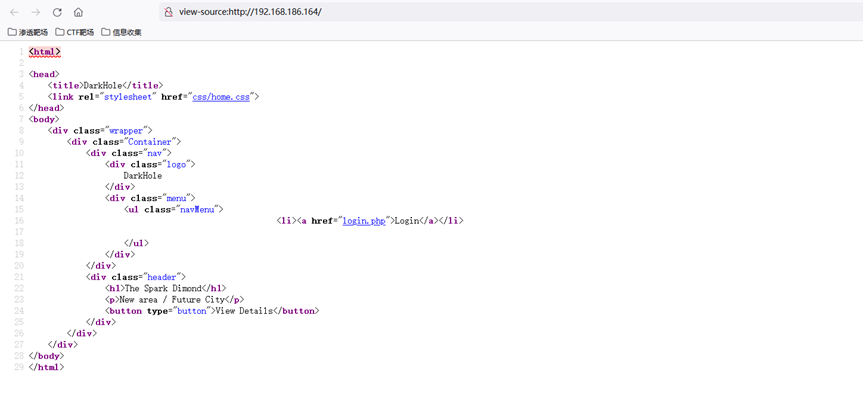 view-source:http://192.168.186.164/
渗透靶场 CTF靶场 信息收集
1 <html>
2
3 <head>
4 <title>DarkHole</title>
5 <link rel="stylesheet" href="css/home.css">
6 </head>
7 <body>
8 <div class="wrapper">
9 <div class="Container">
10 <div class="nav">
11 <div class="logo">
12 DarkHole
13 </div>
14 <div class="menu">
15 <ul class="navMenu">
16 <li><a href="login.php">Login</a></li>
17
18 </ul>
19 </div>
20 </div>
21 <div class="header">
22 <h1>The Spark Dimond</h1>
23 <p>New area / Future City</p>
24 <button type="button">View Details</button>
25 </div>
26 </div>
27 </div>
28 </body>
29 </html>